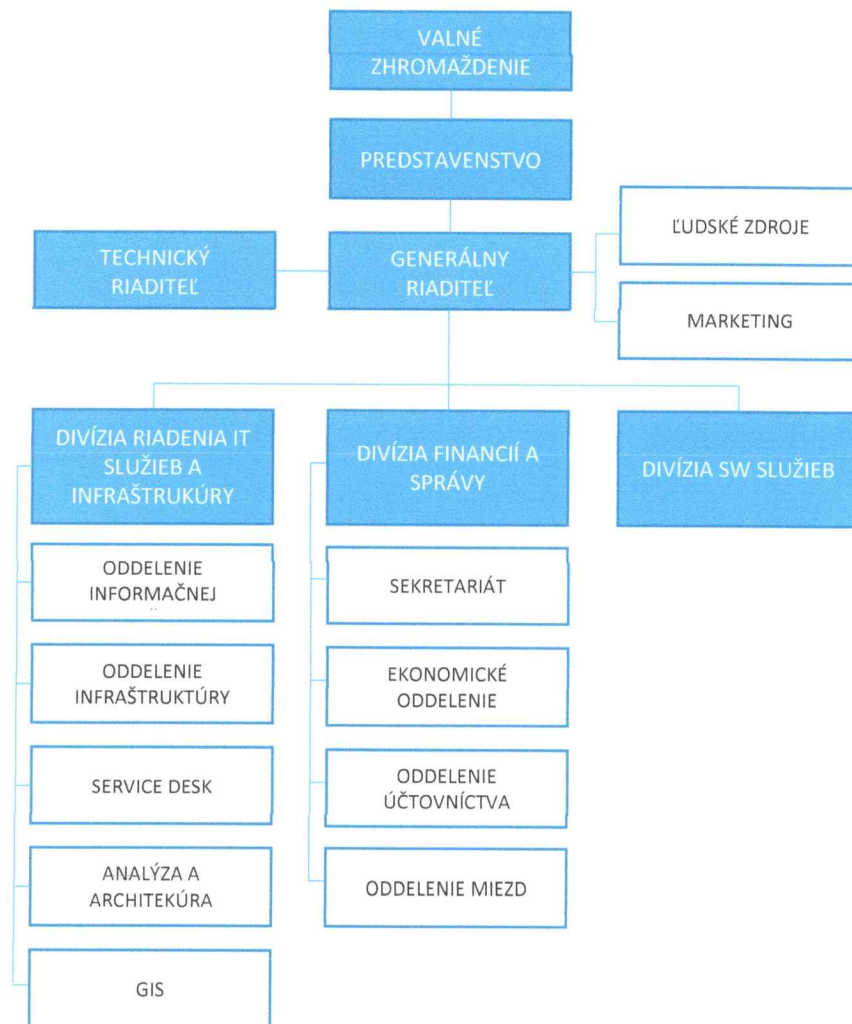 VALNÉ
ZHROMAŽDENIE
PREDSTAVENSTVO
ĽUDSKÉ ZDROJE
TECHNICKÝ
RIADITEĽ
GENERÁLNY
RIADITEĽ
MARKETING
DIVÍZIA RIADENIA IT
SLUŽIEB A
INFRAŠTRUKÚRY
DIVÍZIA FINANCIÍ A
SPRÁVY
DIVÍZIA SW SLUŽIEB
ODDELENIE
INFORMAČNEJ
ODDELENIE
INFRAŠTRUKTÚRY
SERVICE DESK
ANALÝZA A
ARCHITEKÚRA
GIS
SEKRETARIÁT
EKONOMICKÉ
ODDELENIE
ODDELENIE
ÚČTOVNÍCTVA
ODDELENIE MIEZD